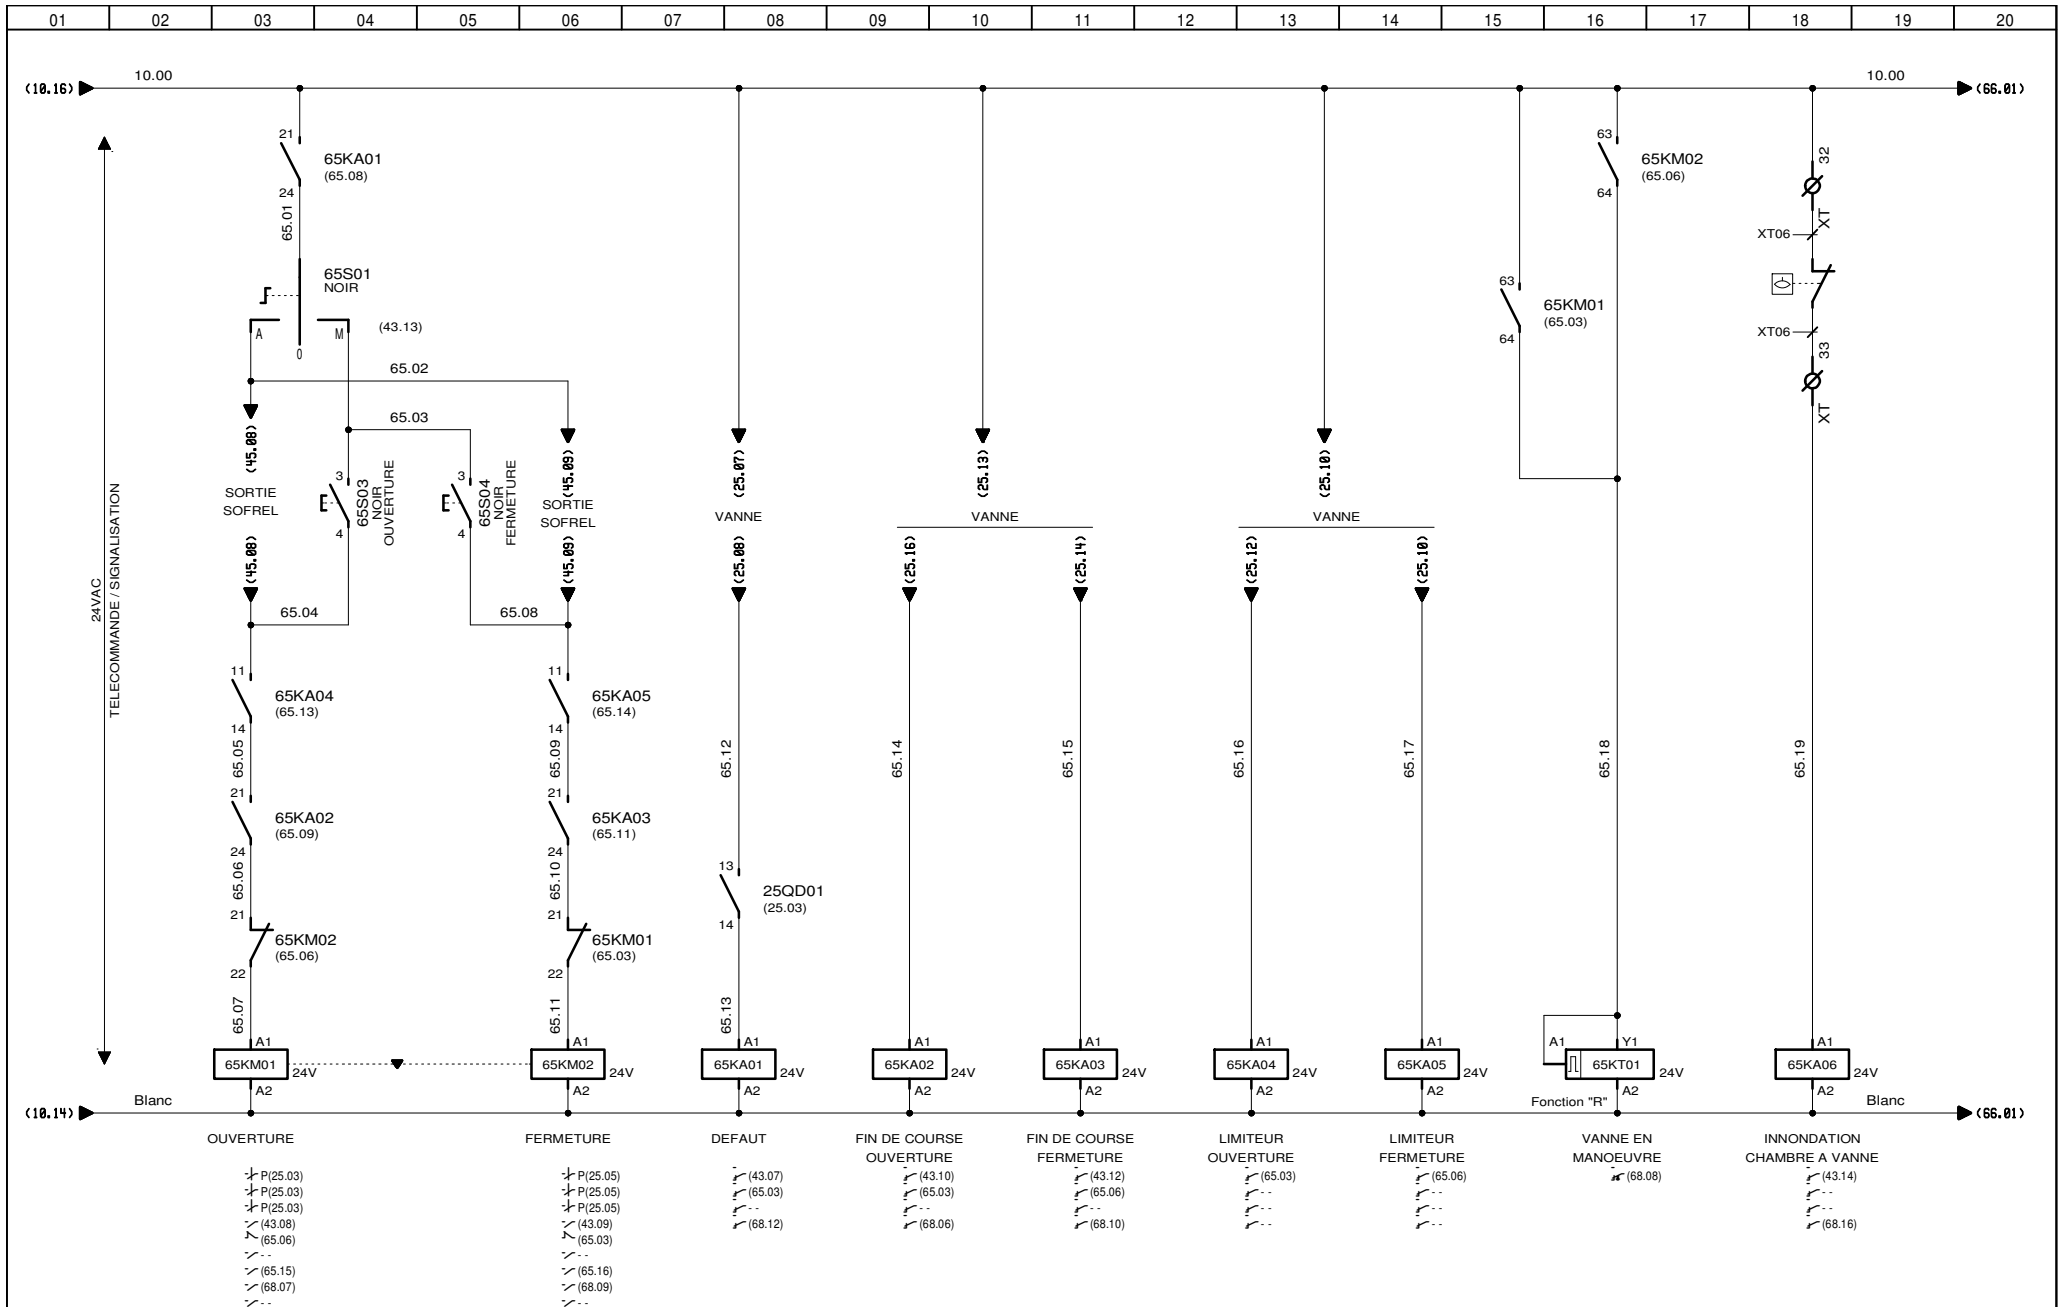 01 02 03 04 05 06 07 08 09 10 11 12 13 14 15 16 17 18 19 20
(10.16) 10.00 10.00 (66.01)
24VAC
TELECOMMANDE / SIGNALISATION
21
65KA01
(65.08)
24
65.01
65S01
NOIR
A
M
0
(43.13)
65.02
65.03
(45.08)
SORTIE
SOFREL
(45.08)
3
65S03
NOIR
OUVERTURE
4
3
65S04
NOIR
FERMETURE
4
(45.09)
SORTIE
SOFREL
(45.09)
65.04
65.08
11
65KA04
(65.13)
14
65.05
21
65KA02
(65.09)
24
65.06
21
65KM02
(65.06)
22
65.07
11
65KA05
(65.14)
14
65.09
21
65KA03
(65.11)
24
65.10
21
65KM01
(65.03)
22
65.11
(25.07)
VANNE
(25.08)
65.12
13
25QD01
(25.03)
14
65.13
(25.13)
VANNE
(25.16)
(25.14)
65.14
65.15
(25.10)
VANNE
(25.12)
(25.10)
65.16
65.17
63
65KM01
(65.03)
64
63
65KM02
(65.06)
64
65.18
32
XT
XT06
XT06
33
XT
65.19
A1
65KM01
24V
A2
A1
65KM02
24V
A2
A1
65KA01
24V
A2
A1
65KA02
24V
A2
A1
65KA03
24V
A2
A1
65KA04
24V
A2
A1
65KA05
24V
A2
A1
Y1
65KT01
24V
A2
Fonction "R"
A1
65KA06
24V
A2
(10.14) Blanc Blanc (66.01)
OUVERTURE
P(25.03)
P(25.03)
P(25.03)
(43.08)
(65.06)
- -
(65.15)
(68.07)
- -
FERMETURE
P(25.05)
P(25.05)
P(25.05)
(43.09)
(65.03)
- -
(65.16)
(68.09)
- -
DEFAUT
(43.07)
(65.03)
- -
(68.12)
FIN DE COURSE
OUVERTURE
(43.10)
(65.03)
- -
(68.06)
FIN DE COURSE
FERMETURE
(43.12)
(65.06)
- -
(68.10)
LIMITEUR
OUVERTURE
(65.03)
- -
- -
- -
LIMITEUR
FERMETURE
(65.06)
- -
- -
- -
VANNE EN
MANOEUVRE
(68.08)
INNONDATION
CHAMBRE A VANNE
(43.14)
- -
- -
(68.16)